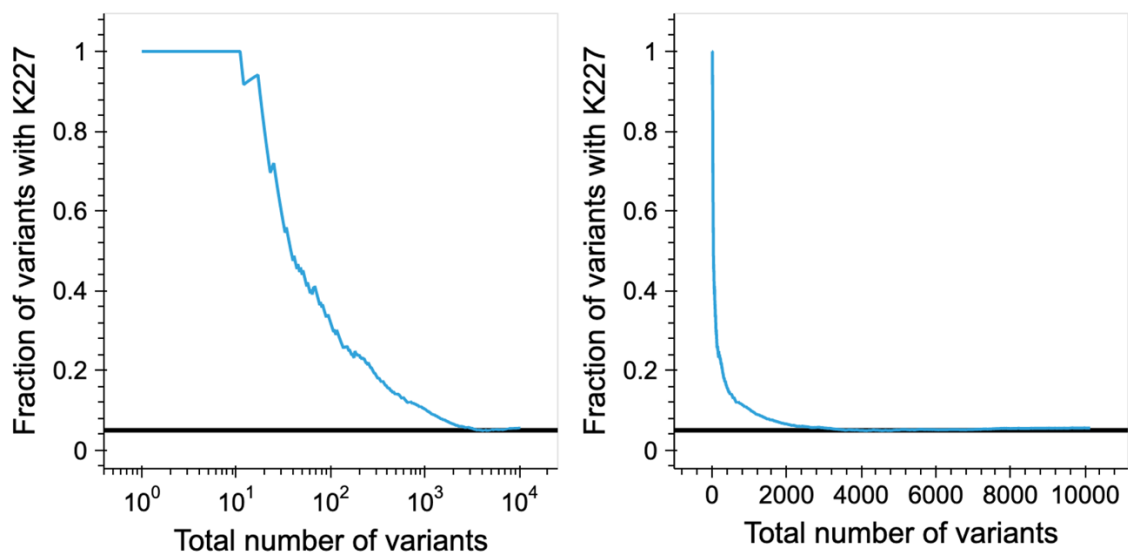 Fraction of variants with K227
1
0.8
0.6
0.4
0.2
0
10^0 10^1 10^2 10^3 10^4
Total number of variants
Fraction of variants with K227
1
0.8
0.6
0.4
0.2
0
0 2000 4000 6000 8000 10000
Total number of variants